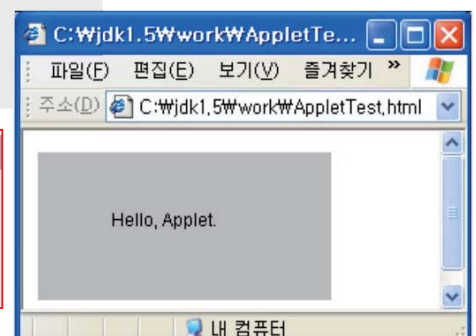 C:₩jdk1.5₩work₩AppletTe...
파일(F) 편집(E) 보기(V) 즐겨찾기 »
주소(D) C:₩jdk1,5₩work₩AppletTest,html
Hello, Applet.
내 컴퓨터